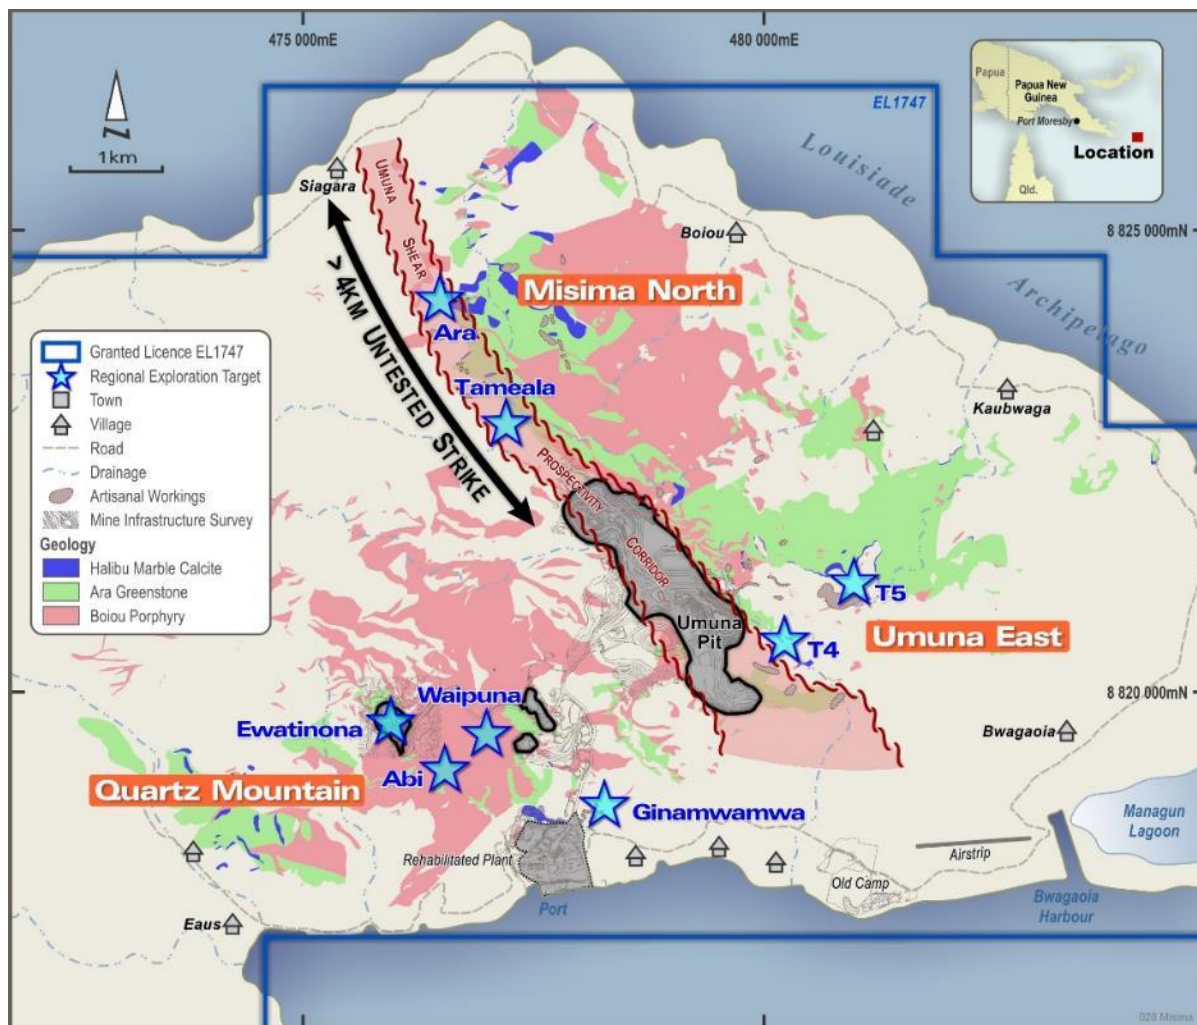 475 000mE
480 000mE
N
1km
EL1747
Papua
Papua New
Guinea
Port Moresby
Location
Qld.
Louisiade
Archipelago
Siagara
UMUNA
SHEAR
Boiou
8 825 000mN
> 4KM UNTESTED STRIKE
Misima North
Ara
Tameala
Kaubwaga
PROSPECTIVITY
CORRIDOR
Granted Licence EL1747
Regional Exploration Target
Town
Village
Road
Drainage
Artisanal Workings
Mine Infrastructure Survey
Geology
Halibu Marble Calcite
Ara Greenstone
Boiou Porphyry
T5
Umuna
Pit
Umuna East
T4
Waipuna
8 820 000mN
Ewatinona
Bwagaoia
Abi
Quartz Mountain
Ginamwamwa
Managun
Lagoon
Rehabilitated Plant
Airstrip
Old Camp
Port
Bwagaoia
Harbour
Eaus
028 Misima